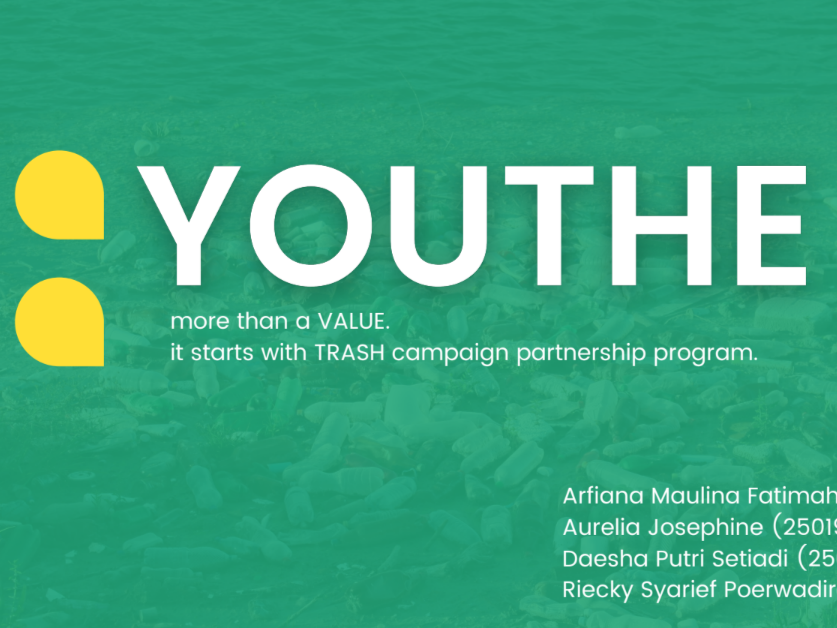 YOUTHE
more than a VALUE.
it starts with TRASH campaign partnership program.
Arfiana Maulina Fatimah
Aurelia Josephine (25019
Daesha Putri Setiadi (25
Riecky Syarief Poerwadir